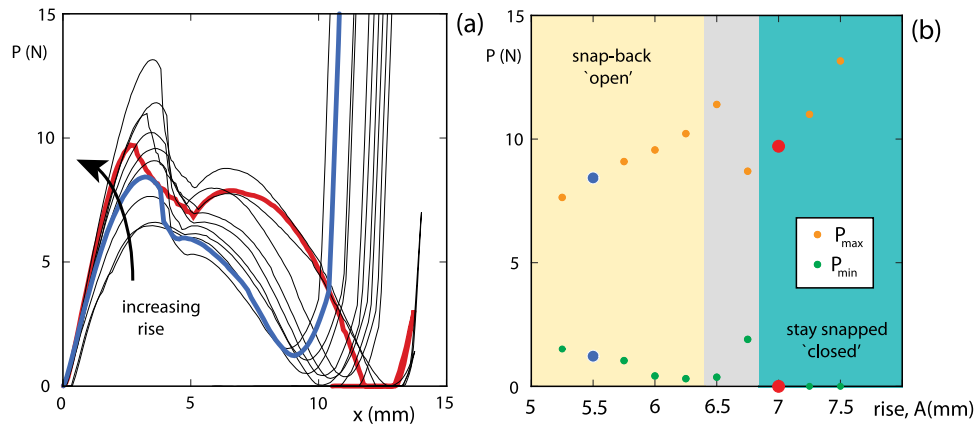 15
P (N)
10
5
0
0
5
10
15
x (mm)
(a)
increasing
rise
15
P (N)
10
5
0
5
5.5
6
6.5
7
7.5
rise, A(mm)
(b)
snap-back
`open'
P_max
P_min
stay snapped
`closed'